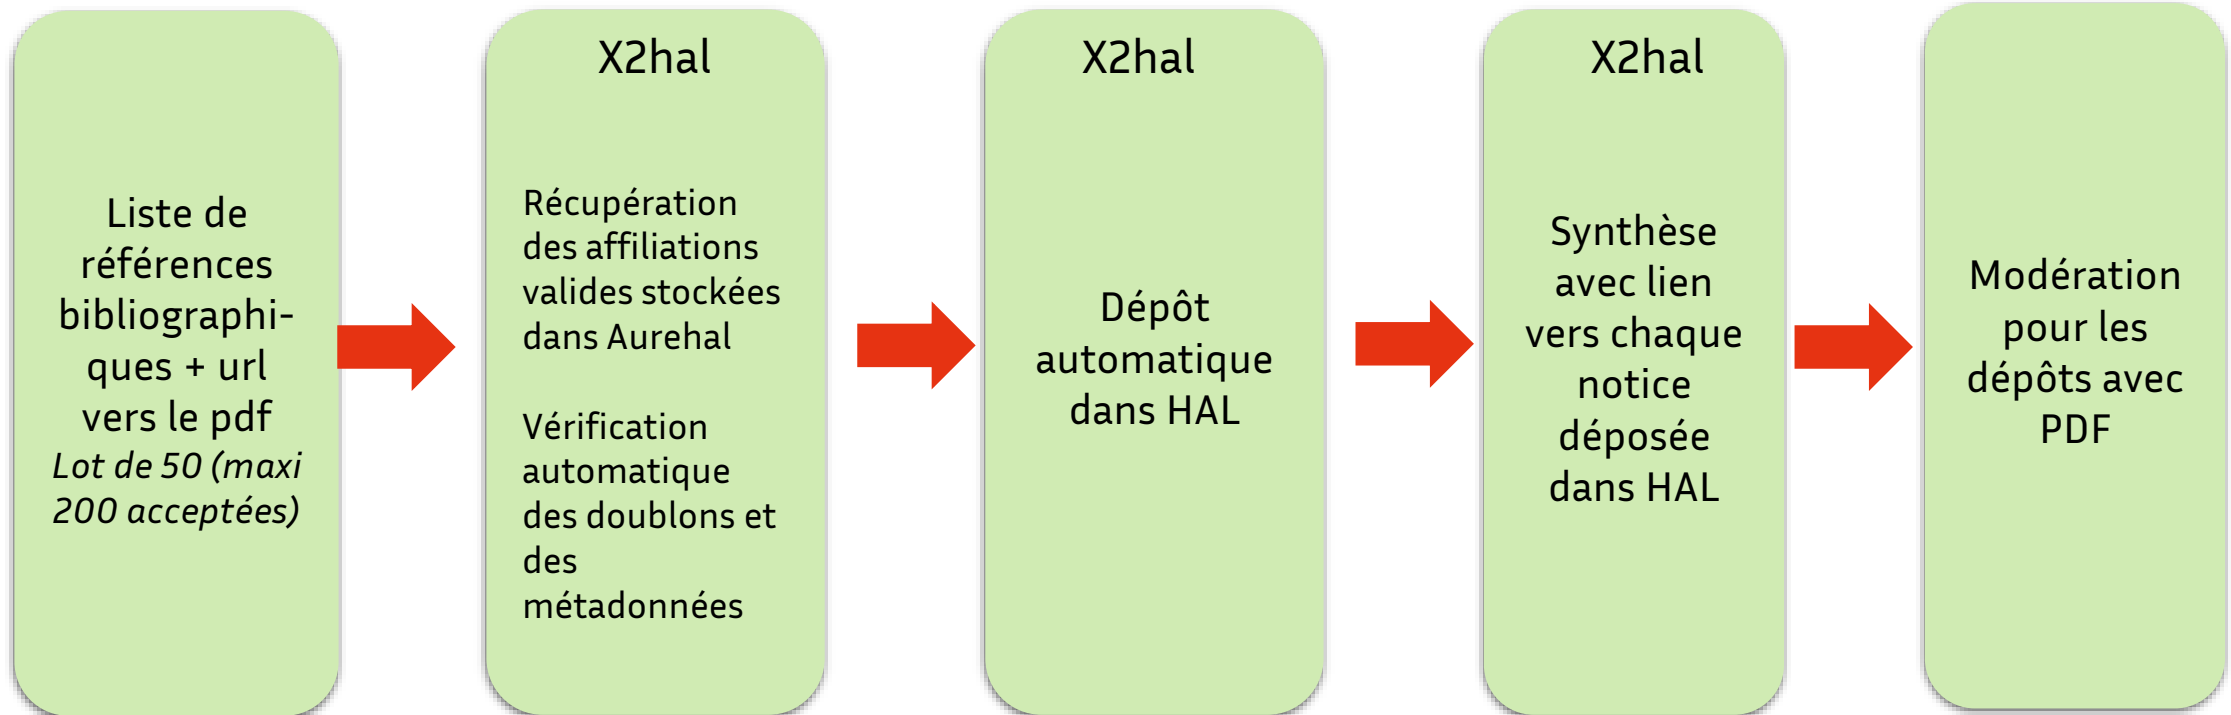 Liste de
références
bibliographi-
ques + url
vers le pdf
Lot de 50 (maxi
200 acceptées)
X2hal
Récupération
des affiliations
valides stockées
dans Aurehal
Vérification
automatique
des doublons et
des
métadonnées
X2hal
Dépôt
automatique
dans HAL
X2hal
Synthèse
avec lien
vers chaque
notice
déposée
dans HAL
Modération
pour les
dépôts avec
PDF